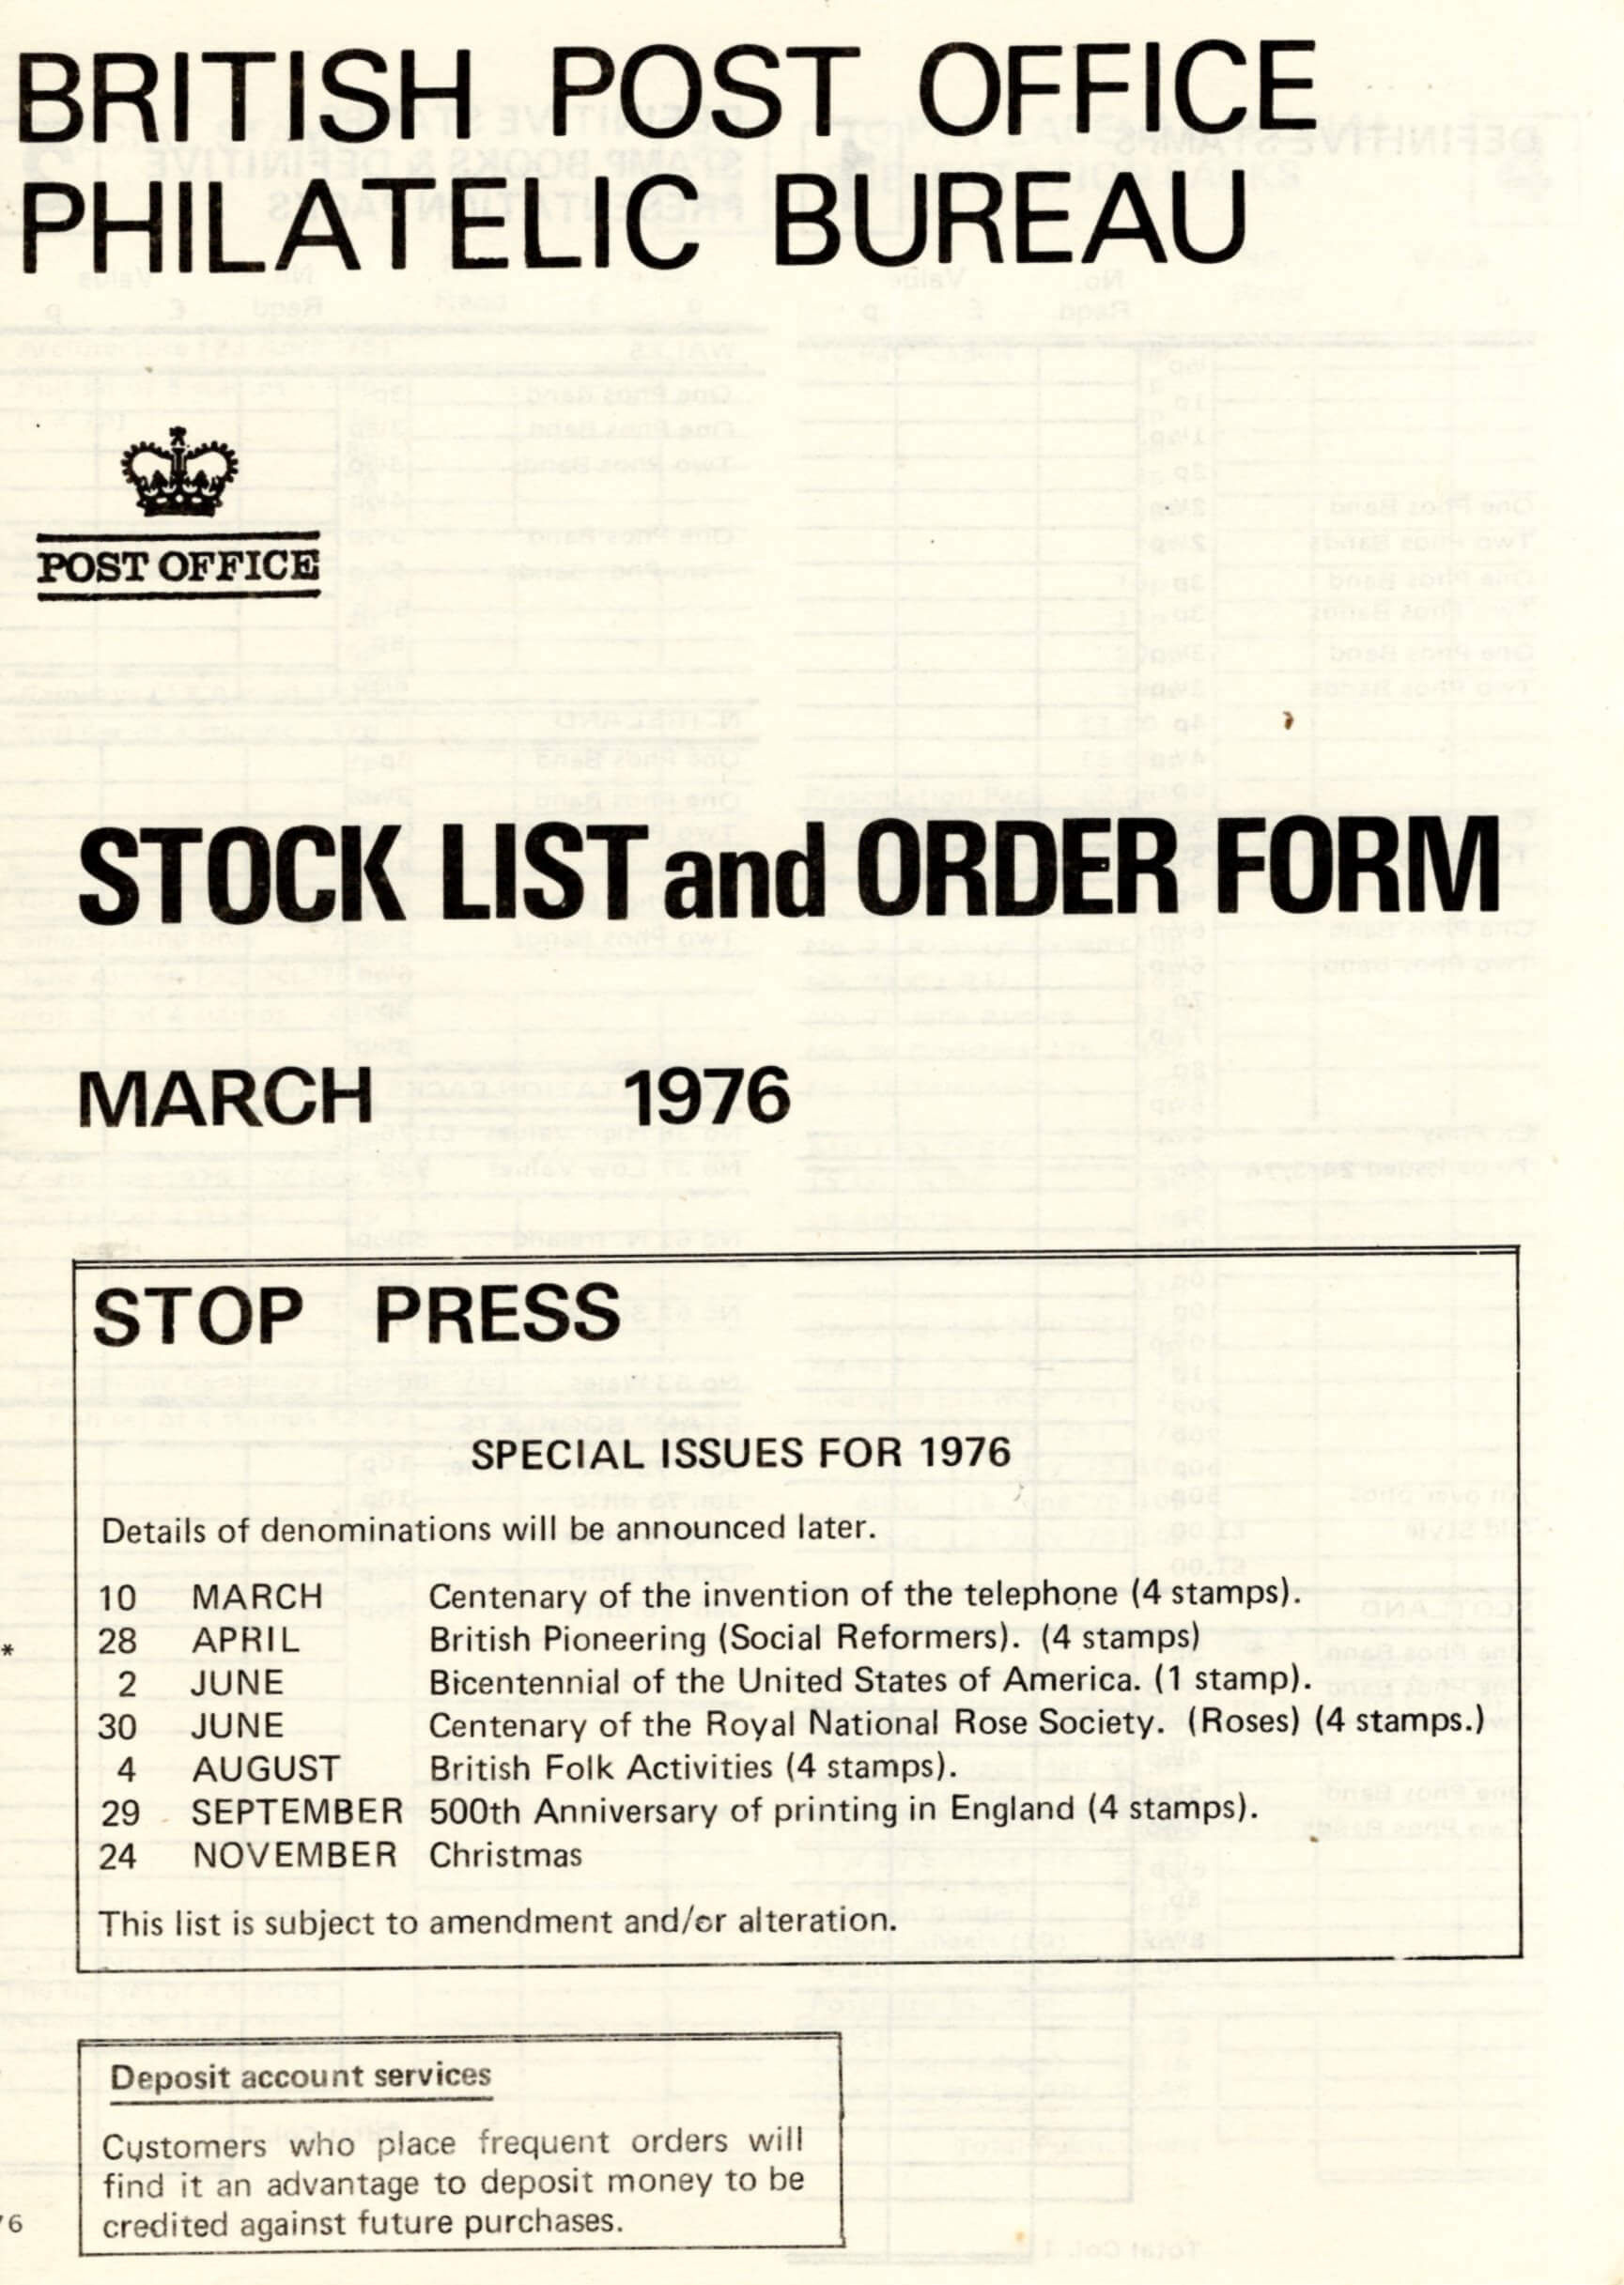 BRITISH POST OFFICE
PHILATELIC BUREAU
POST OFFICE
STOCK LIST and ORDER FORM
MARCH 1976
STOP PRESS
SPECIAL ISSUES FOR 1976
Details of denominations will be announced later.
10 MARCH Centenary of the invention of the telephone (4 stamps).
* 28 APRIL British Pioneering (Social Reformers). (4 stamps)
2 JUNE Bicentennial of the United States of America. (1 stamp).
30 JUNE Centenary of the Royal National Rose Society. (Roses) (4 stamps.)
4 AUGUST British Folk Activities (4 stamps).
29 SEPTEMBER 500th Anniversary of printing in England (4 stamps).
24 NOVEMBER Christmas
This list is subject to amendment and/or alteration.
Deposit account services
Customers who place frequent orders will
find it an advantage to deposit money to be
credited against future purchases.